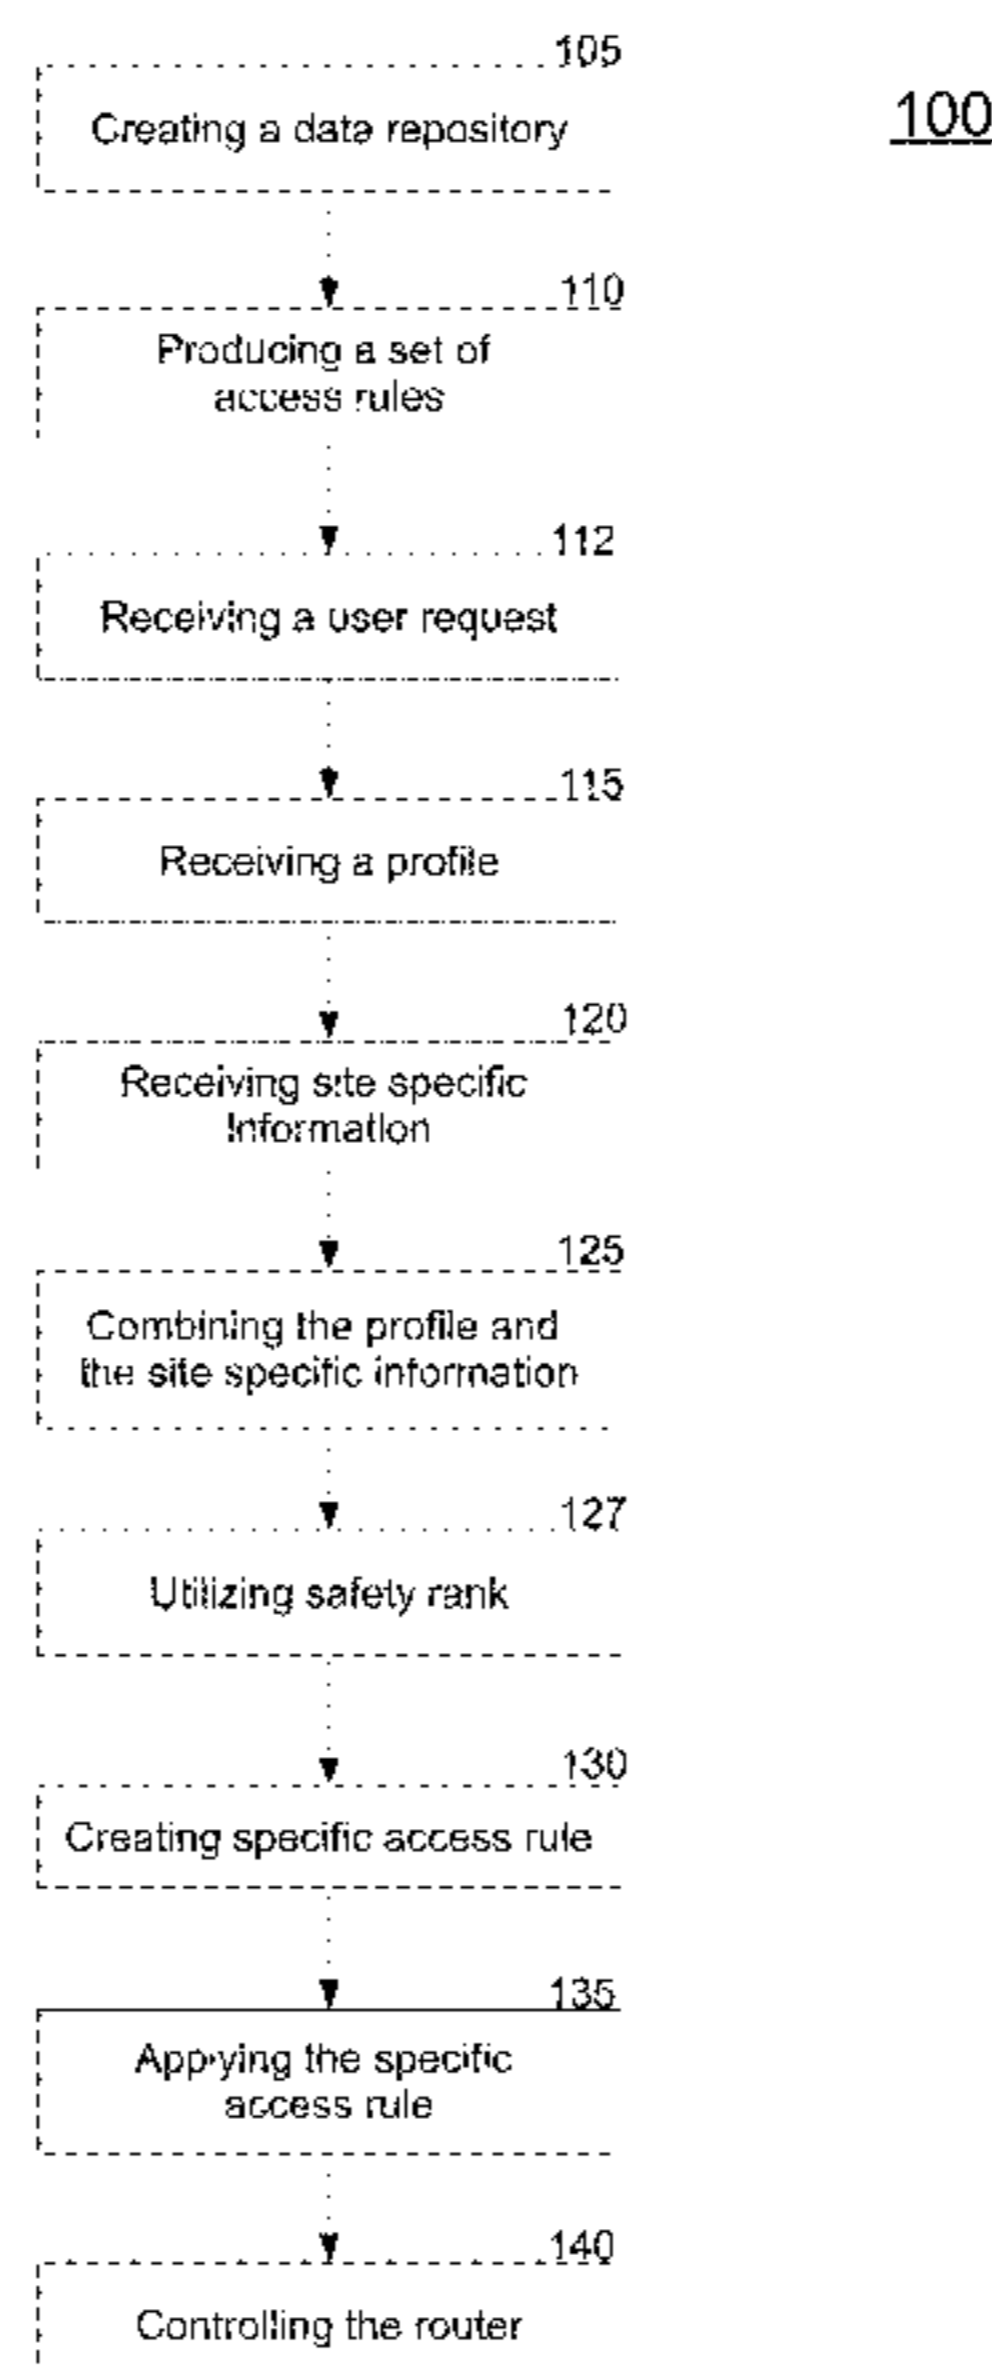 105
100
Creating a data repository
110
Producing a set of
access rules
112
Receiving a user request
115
Receiving a profile
120
Receiving site specific
Information
125
Combining the profile and
the site specific information
127
Utilizing safety rank
130
Creating specific access rule
135
Applying the specific
access rule
140
Controlling the router